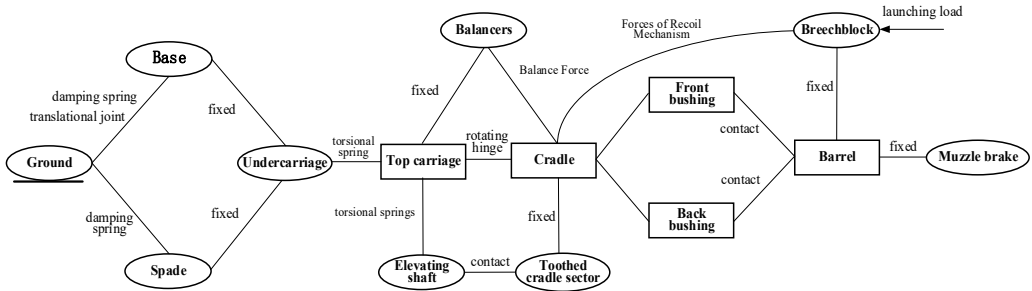 Base
damping spring
translational joint
Ground
damping
spring
Spade
fixed
fixed
Undercarriage
torsional
spring
Balancers
fixed
Balance Force
Top carriage
rotating
hinge
Cradle
torsional springs
fixed
Elevating
shaft
contact
Toothed
cradle sector
Forces of Recoil
Mechanism
Front
bushing
contact
Back
bushing
contact
Breechblock
launching load
fixed
Barrel
fixed
Muzzle brake